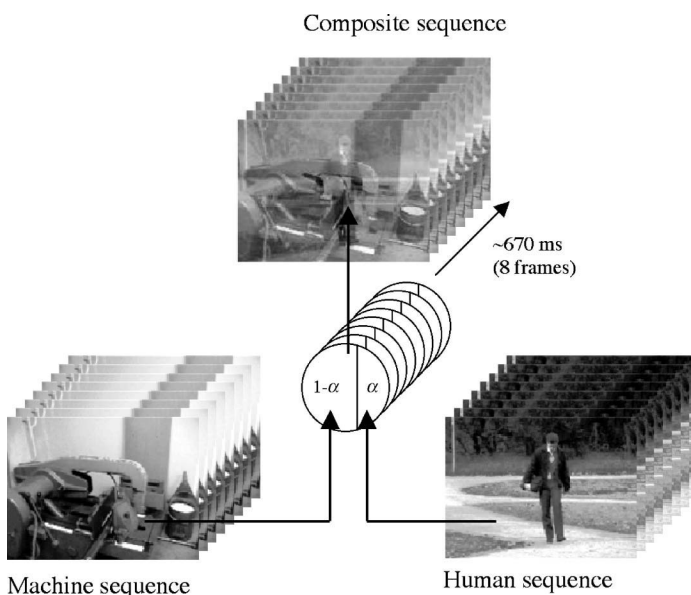 Composite sequence
~670 ms
(8 frames)
1-α
α
Machine sequence
Human sequence